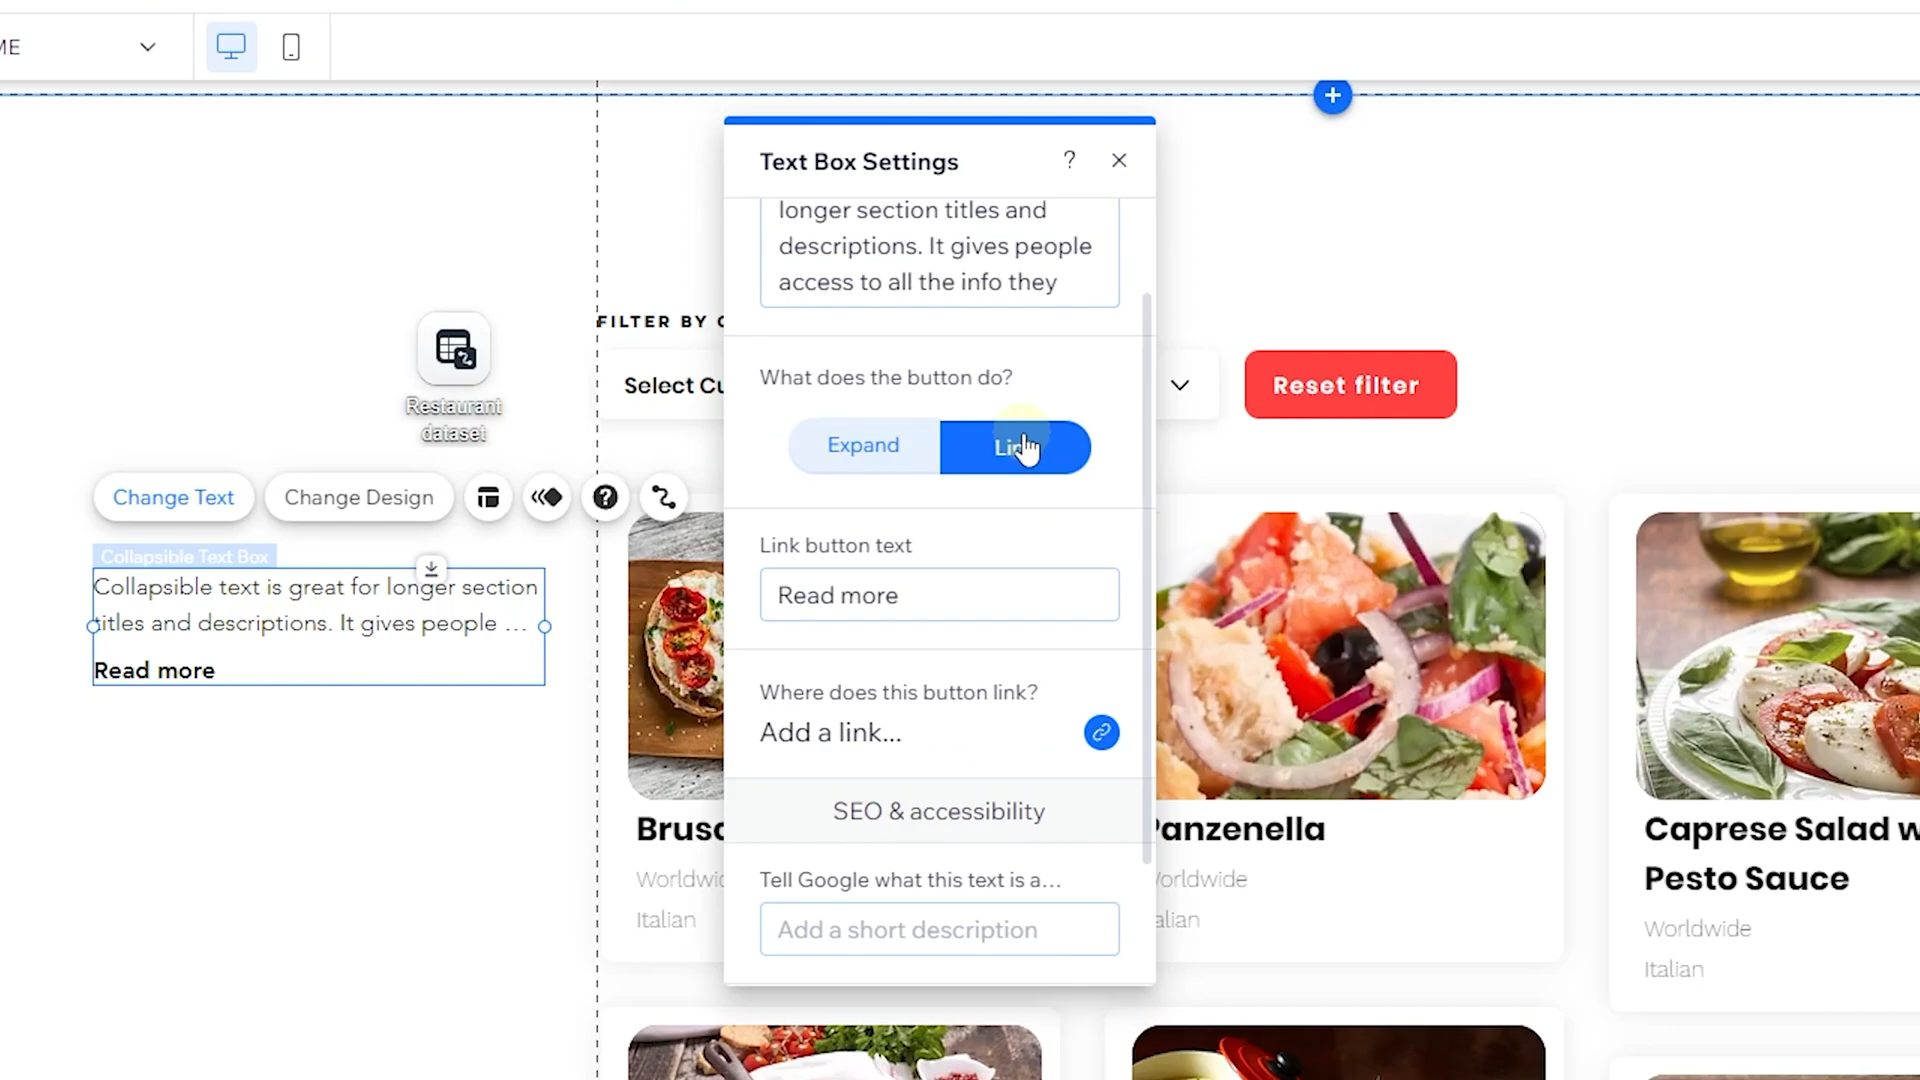 ME
Text Box Settings
?
longer section titles and
descriptions. It gives people
access to all the info they
FILTER BY
Select Cu
Reset filter
Restaurant
dataset
What does the button do?
Expand
Change Text
Change Design
?
Link button text
Read more
Collapsible Text Box
Collapsible text is great for longer section
titles and descriptions. It gives people ...
Read more
Where does this button link?
Add a link...
SEO & accessibility
Tell Google what this text is a...
Add a short description
Brusc
Worldwid
Italian
Panzenella
orldwide
alian
Caprese Salad w
Pesto Sauce
Worldwide
Italian